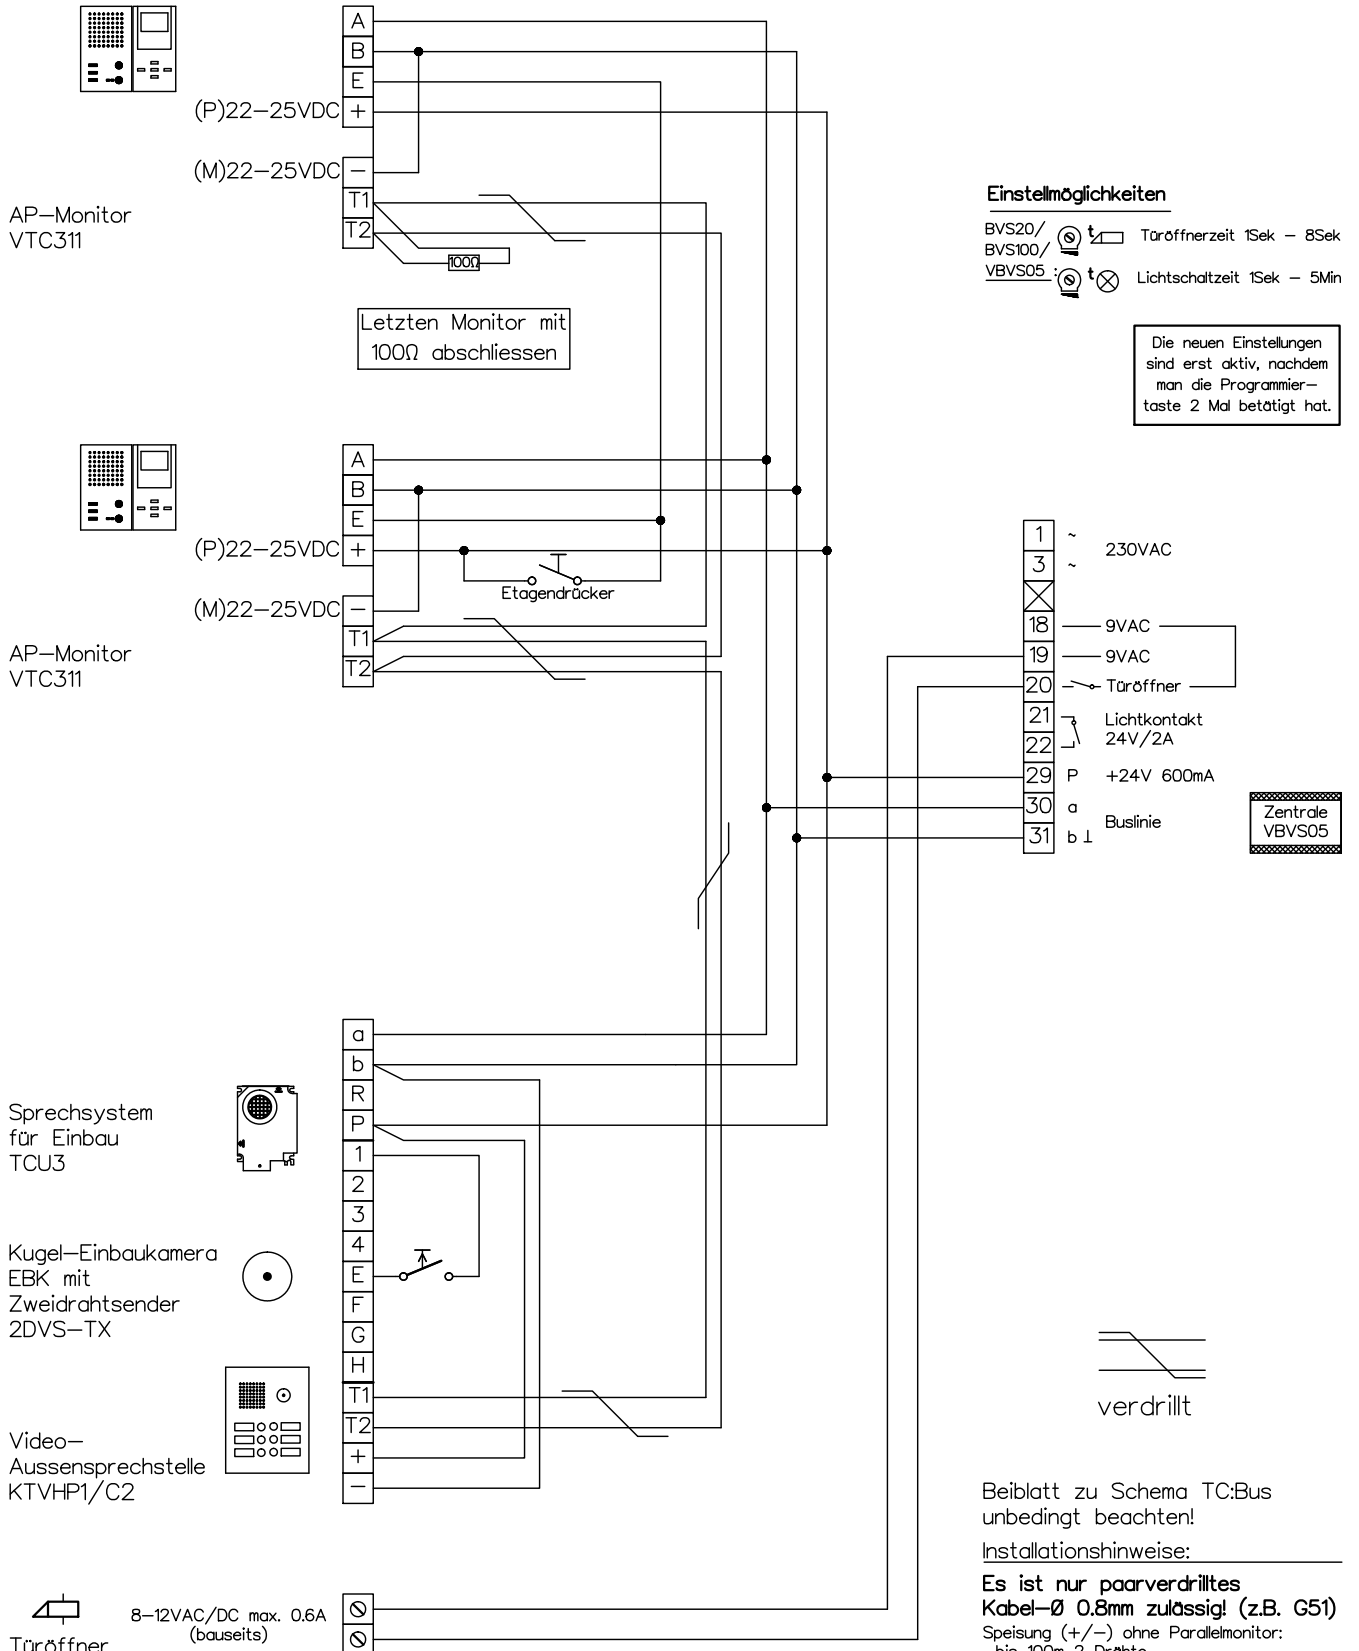 A
B
E
(P)22–25VDC +
(M)22–25VDC –
T1
T2
AP–Monitor
VTC311
100Ω
Letzten Monitor mit
100Ω abschliessen
Einstellmöglichkeiten
BVS20/
BVS100/
VBVS05 :
t Türöffnerzeit 1Sek – 8Sek
t Lichtschaltzeit 1Sek – 5Min
Die neuen Einstellungen
sind erst aktiv, nachdem
man die Programmier–
taste 2 Mal betätigt hat.
A
B
E
(P)22–25VDC +
Etagendrücker
(M)22–25VDC –
T1
T2
AP–Monitor
VTC311
1 ~
230VAC
3 ~
18 9VAC
19 9VAC
20 Türöffner
21 Lichtkontakt
22 24V/2A
29 P +24V 600mA
30 a
Buslinie
31 b ⊥
Zentrale
VBVS05
a
b
R
P
1
2
3
4
E
F
G
H
T1
T2
+
–
Sprechsystem
für Einbau
TCU3
Kugel–Einbaukamera
EBK mit
Zweidrahtsender
2DVS–TX
Video–
Aussensprechstelle
KTVHP1/C2
verdrillt
Beiblatt zu Schema TC:Bus
unbedingt beachten!
Installationshinweise:
Es ist nur paarverdrilltes
Kabel–Ø 0.8mm zulässig! (z.B. G51)
Speisung (+/–) ohne Parallelmonitor:
bis 100m 2 Drähte
8–12VAC/DC max. 0.6A
(bauseits)
Türöffner